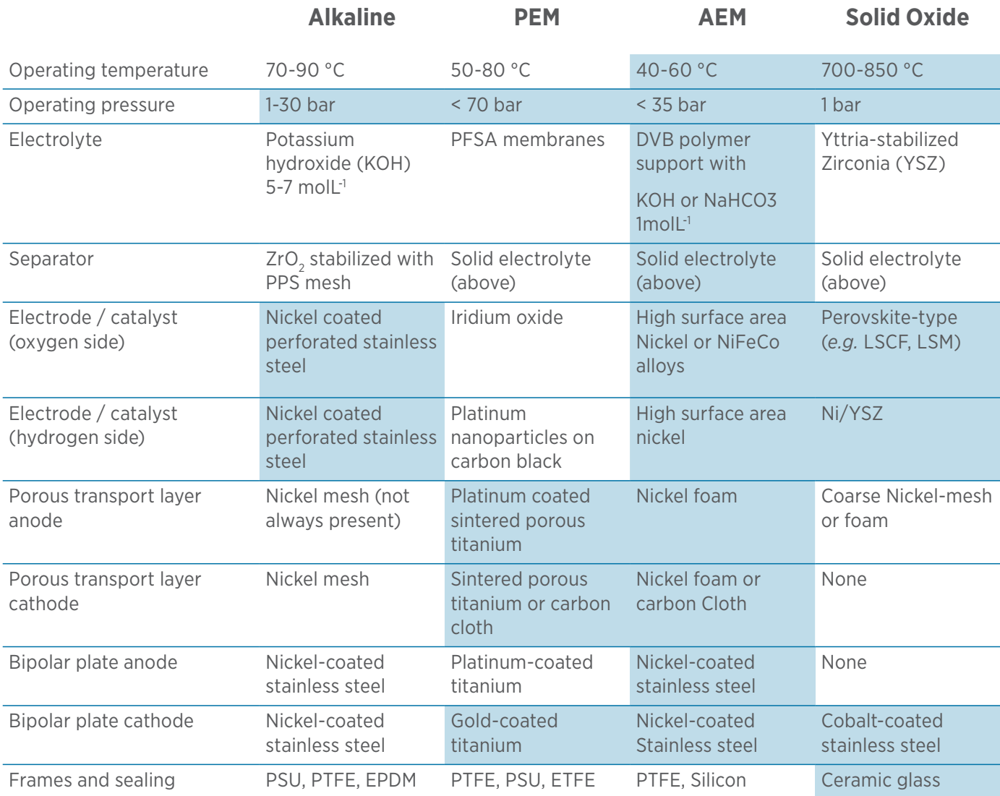 Alkaline PEM AEM Solid Oxide
Operating temperature 70-90 °C 50-80 °C 40-60 °C 700-850 °C
Operating pressure 1-30 bar < 70 bar < 35 bar 1 bar
Electrolyte Potassium PFSA membranes DVB polymer Yttria-stabilized
hydroxide (KOH) support with Zirconia (YSZ)
5-7 molL⁻¹
KOH or NaHCO3
1molL⁻¹
Separator ZrO₂ stabilized with Solid electrolyte Solid electrolyte Solid electrolyte
PPS mesh (above) (above) (above)
Electrode / catalyst Nickel coated Iridium oxide High surface area Perovskite-type
(oxygen side) perforated stainless Nickel or NiFeCo (e.g. LSCF, LSM)
steel alloys
Electrode / catalyst Nickel coated Platinum High surface area Ni/YSZ
(hydrogen side) perforated stainless nanoparticles on nickel
steel carbon black
Porous transport layer Nickel mesh (not Platinum coated Nickel foam Coarse Nickel-mesh
anode always present) sintered porous or foam
titanium
Porous transport layer Nickel mesh Sintered porous Nickel foam or None
cathode titanium or carbon carbon Cloth
cloth
Bipolar plate anode Nickel-coated Platinum-coated Nickel-coated None
stainless steel titanium stainless steel
Bipolar plate cathode Nickel-coated Gold-coated Nickel-coated Cobalt-coated
stainless steel titanium Stainless steel stainless steel
Frames and sealing PSU, PTFE, EPDM PTFE, PSU, ETFE PTFE, Silicon Ceramic glass